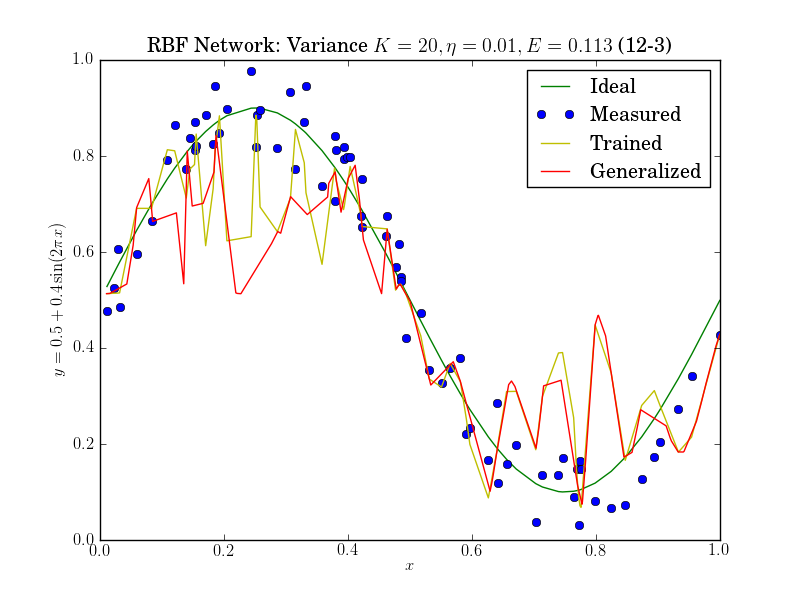 RBF Network: Variance K = 20, η = 0.01, E = 0.113 (12-3)
1.0
0.8
0.6
0.4
0.2
0.0
y = 0.5 + 0.4 sin(2πx)
Ideal
Measured
Trained
Generalized
0.0 0.2 0.4 0.6 0.8 1.0
x